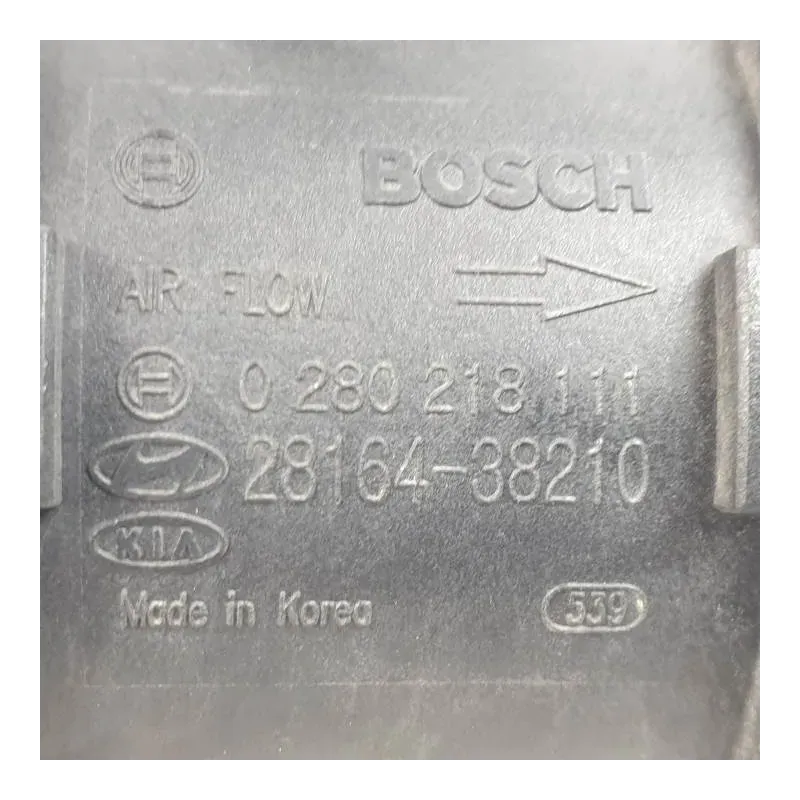 BOSCH
AIR FLOW
0 280 218 111
28164-38210
KIA
Made in Korea 539